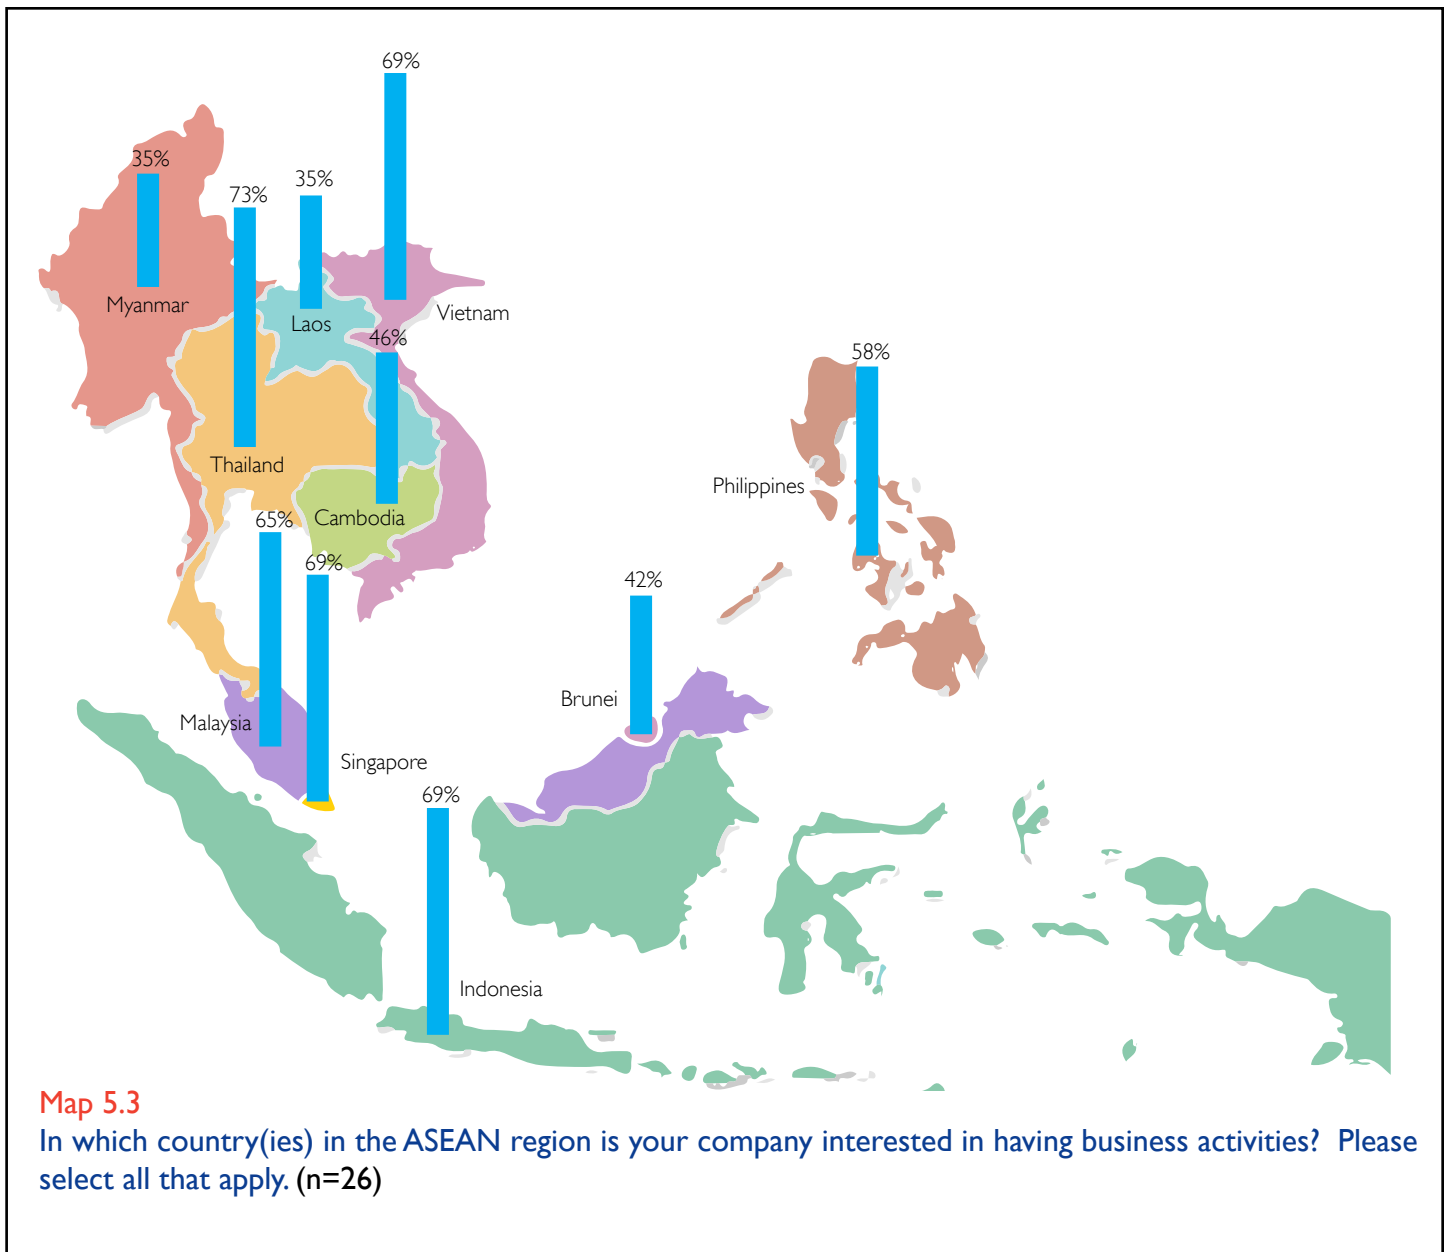 69%
35%
73%
35%
Myanmar
Laos
Vietnam
46%
58%
Thailand
Philippines
65%
Cambodia
69%
42%
Brunei
Malaysia
Singapore
69%
Indonesia
Map 5.3
In which country(ies) in the ASEAN region is your company interested in having business activities? Please
select all that apply. (n=26)